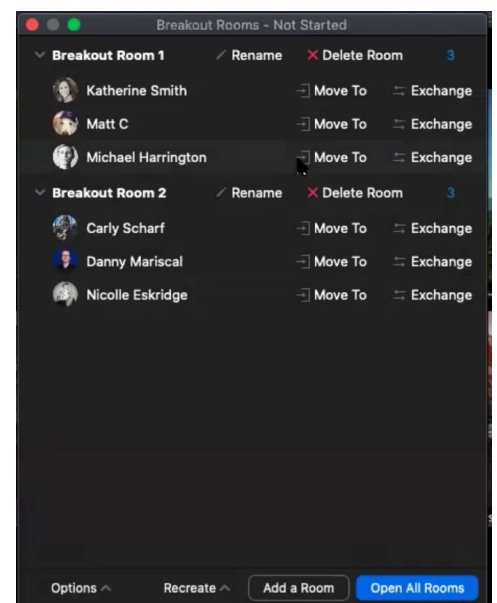 Breakout Rooms - Not Started
Breakout Room 1 Rename Delete Room 3
Katherine Smith Move To Exchange
Matt C Move To Exchange
Michael Harrington Move To Exchange
Breakout Room 2 Rename Delete Room 3
Carly Scharf Move To Exchange
Danny Mariscal Move To Exchange
Nicolle Eskridge Move To Exchange
Options Recreate Add a Room Open All Rooms